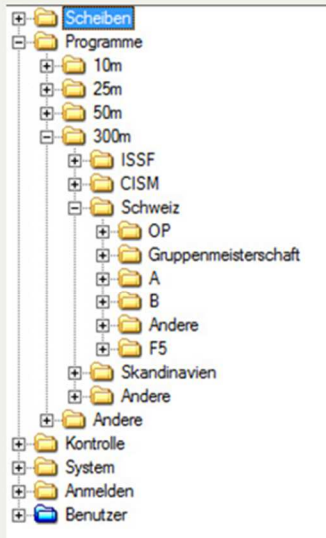 Scheiben
Programme
10m
25m
50m
300m
ISSF
CISM
Schweiz
OP
Gruppenmeisterschaft
A
B
Andere
F5
Skandinavien
Andere
Andere
Kontrolle
System
Anmelden
Benutzer